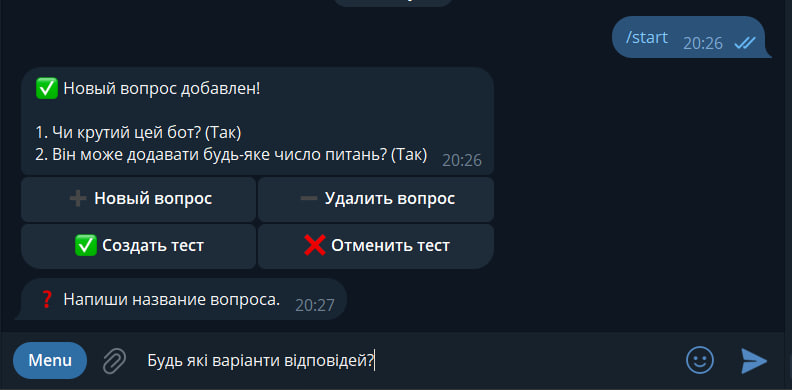 /start 20:26
✅ Новый вопрос добавлен!
1. Чи крутий цей бот? (Так)
2. Він може додавати будь-яке число питань? (Так) 20:26
➕ Новый вопрос
➖ Удалить вопрос
✅ Создать тест
❌ Отменить тест
❓ Напиши название вопроса. 20:27
Menu
Будь які варіанти відповідей?